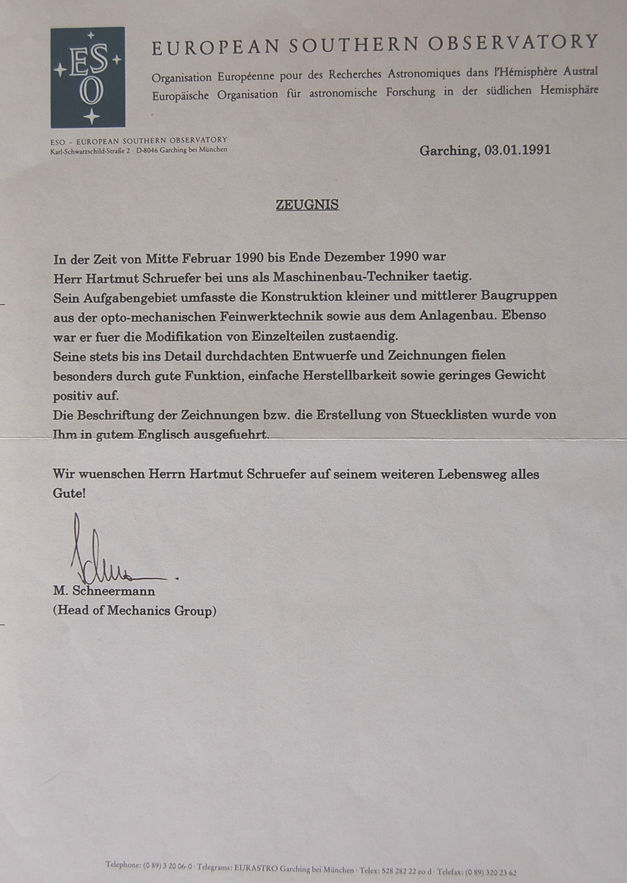 ESO
EUROPEAN SOUTHERN OBSERVATORY
Organisation Européenne pour des Recherches Astronomiques dans l'Hémisphère Austral
Europäische Organisation für astronomische Forschung in der südlichen Hemisphäre
ESO – EUROPEAN SOUTHERN OBSERVATORY
Karl-Schwarzschild-Straße 2 · D-8046 Garching bei München
Garching, 03.01.1991
ZEUGNIS
In der Zeit von Mitte Februar 1990 bis Ende Dezember 1990 war
Herr Hartmut Schruefer bei uns als Maschinenbau-Techniker taetig.
Sein Aufgabengebiet umfasste die Konstruktion kleiner und mittlerer Baugruppen
aus der opto-mechanischen Feinwerktechnik sowie aus dem Anlagenbau. Ebenso
war er fuer die Modifikation von Einzelteilen zustaendig.
Seine stets bis ins Detail durchdachten Entwuerfe und Zeichnungen fielen
besonders durch gute Funktion, einfache Herstellbarkeit sowie geringes Gewicht
positiv auf.
Die Beschriftung der Zeichnungen bzw. die Erstellung von Stuecklisten wurde von
Ihm in gutem Englisch ausgefuehrt.
Wir wuenschen Herrn Hartmut Schruefer auf seinem weiteren Lebensweg alles
Gute!
M. Schneermann
(Head of Mechanics Group)
Telephone: (0 89) 3 20 06-0 · Telegrams: EURASTRO Garching bei München · Telex: 528 282 22 eo d · Telefax: (0 89) 320 23 62